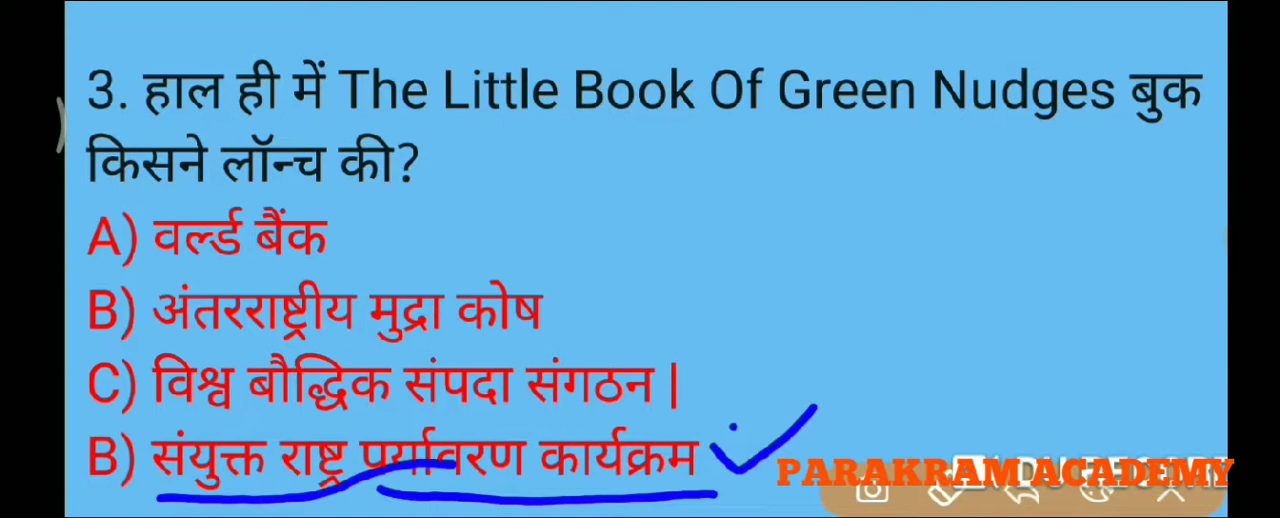 3. हाल ही में The Little Book Of Green Nudges बुक
किसने लॉन्च की?
A) वर्ल्ड बैंक
B) अंतरराष्ट्रीय मुद्रा कोष
C) विश्व बौद्धिक संपदा संगठन |
B) संयुक्त राष्ट्र पर्यावरण कार्यक्रम
PARAKRAM ACADEMY